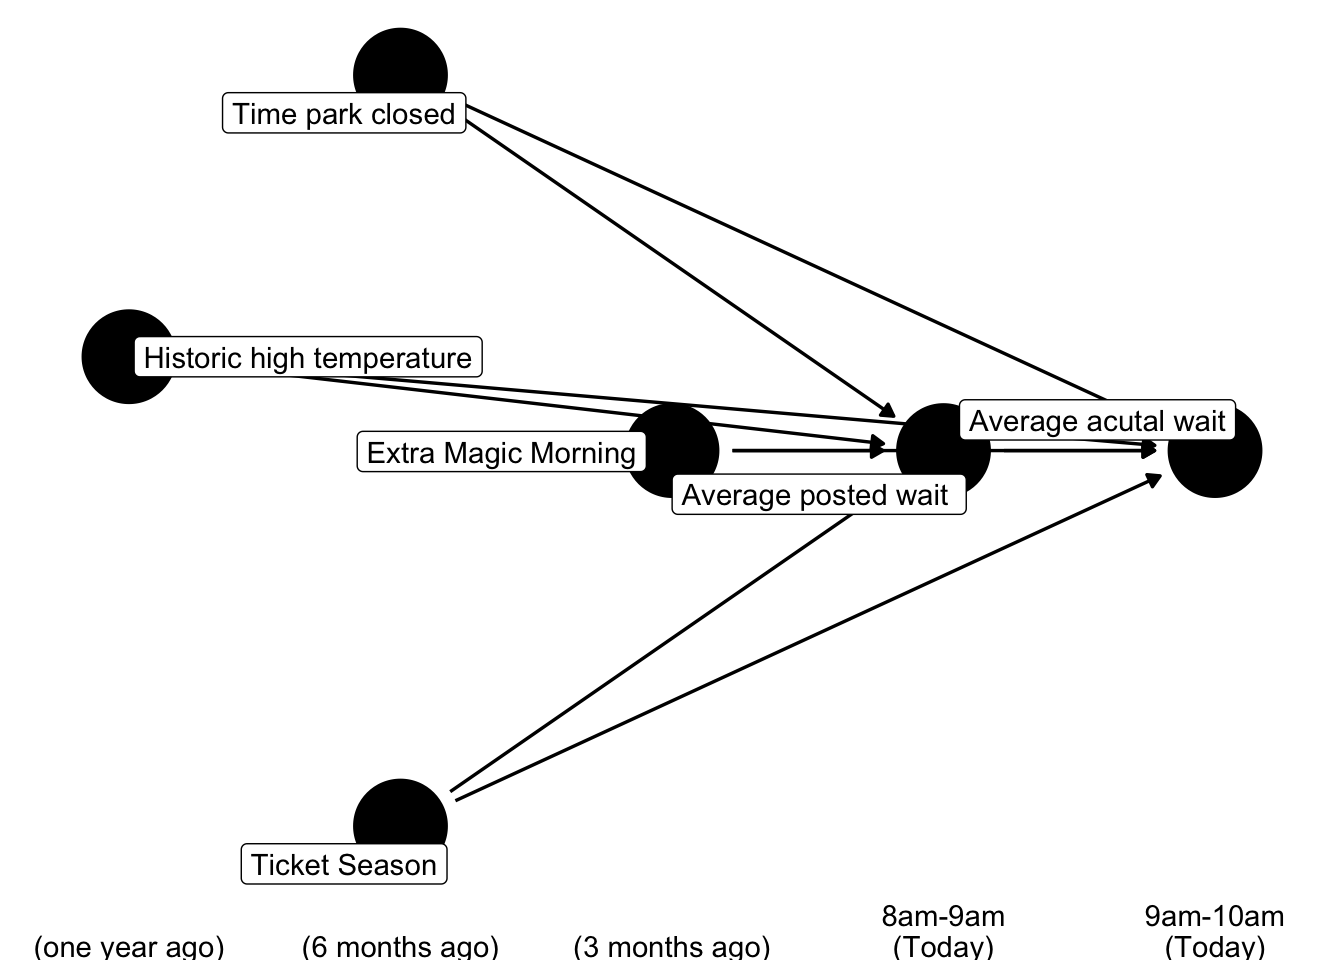 Time park closed
Historic high temperature
Average acutal wait
Extra Magic Morning
Average posted wait
Ticket Season
(one year ago)
(6 months ago)
(3 months ago)
8am-9am
(Today)
9am-10am
(Today)